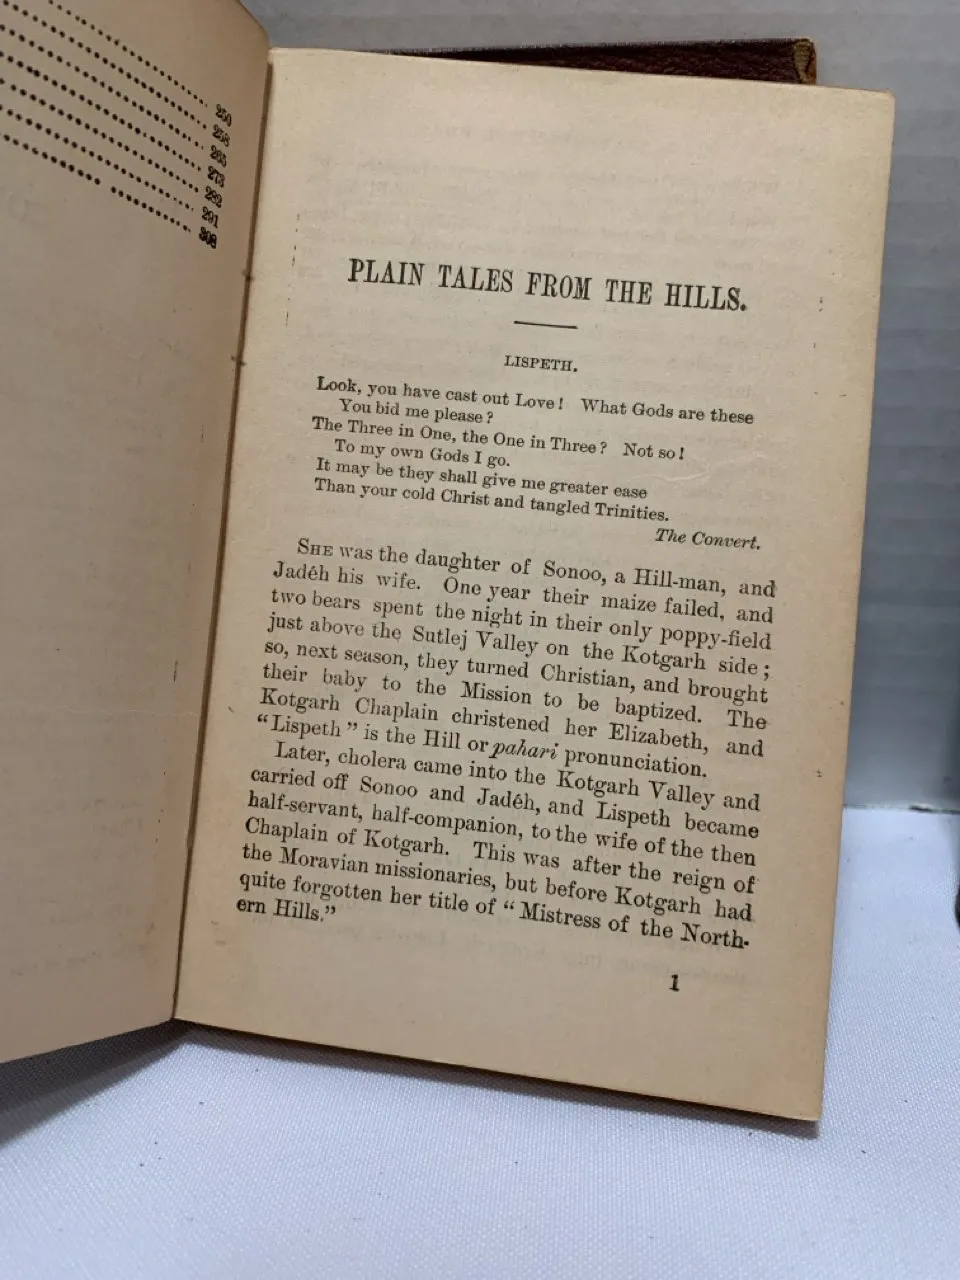 250
258
265
273
282
291
308
PLAIN TALES FROM THE HILLS.
LISPETH.
Look, you have cast out Love! What Gods are these
You bid me please?
The Three in One, the One in Three? Not so!
To my own Gods I go.
It may be they shall give me greater ease
Than your cold Christ and tangled Trinities.
The Convert.
SHE was the daughter of Sonoo, a Hill-man, and
Jadéh his wife. One year their maize failed, and
two bears spent the night in their only poppy-field
just above the Sutlej Valley on the Kotgarh side;
so, next season, they turned Christian, and brought
their baby to the Mission to be baptized. The
Kotgarh Chaplain christened her Elizabeth, and
“Lispeth” is the Hill or pahari pronunciation.
Later, cholera came into the Kotgarh Valley and
carried off Sonoo and Jadéh, and Lispeth became
half-servant, half-companion, to the wife of the then
Chaplain of Kotgarh. This was after the reign of
the Moravian missionaries, but before Kotgarh had
quite forgotten her title of “Mistress of the North-
ern Hills.”
1